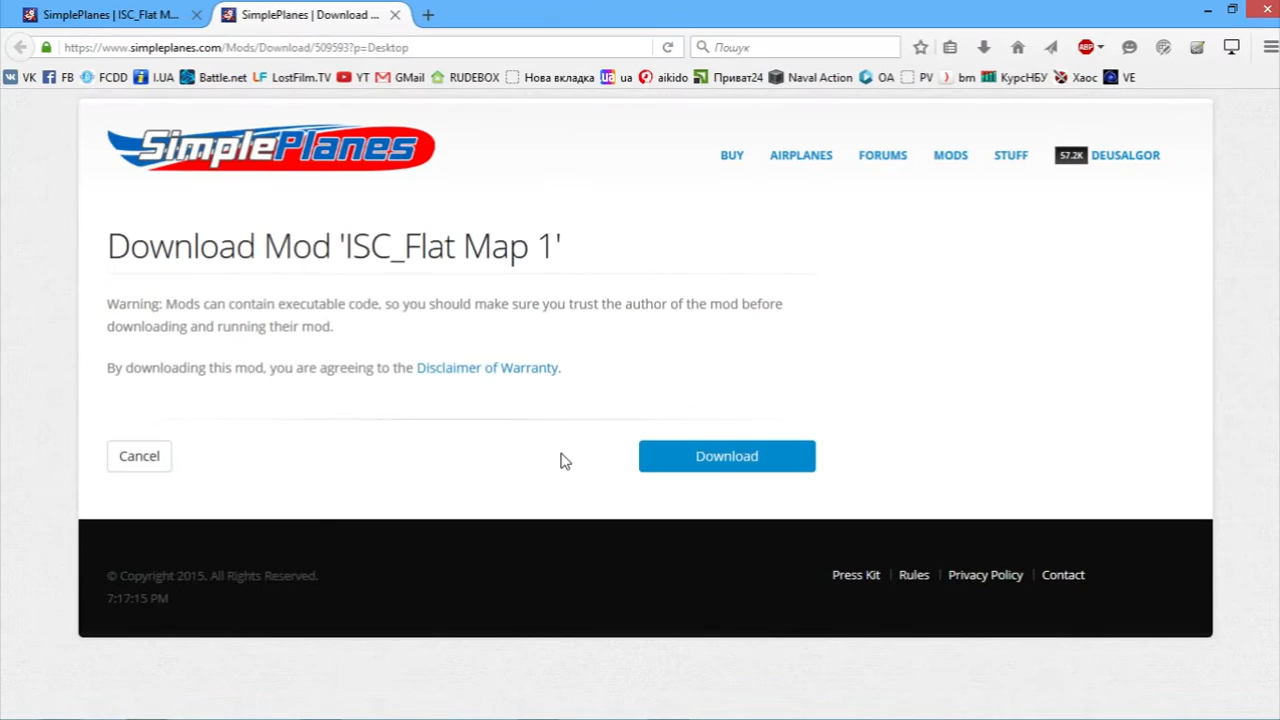 SimplePlanes | ISC_Flat M...
SimplePlanes | Download ...
https://www.simpleplanes.com/Mods/Download/509593?p=Desktop
Пошук
ABP
VK FB FCDD I.UA Battle.net LF LostFilm.TV YT GMail RUDEBOX Нова вкладка ua ua aikido Приват24 Naval Action OA PV bm КурсНБУ Хаос VE
SimplePlanes
BUY AIRPLANES FORUMS MODS STUFF 57.2K DEUSALGOR
Download Mod 'ISC_Flat Map 1'
Warning: Mods can contain executable code, so you should make sure you trust the author of the mod before
downloading and running their mod.
By downloading this mod, you are agreeing to the Disclaimer of Warranty.
Cancel
Download
© Copyright 2015. All Rights Reserved.
Press Kit Rules Privacy Policy Contact
7:17:15 PM